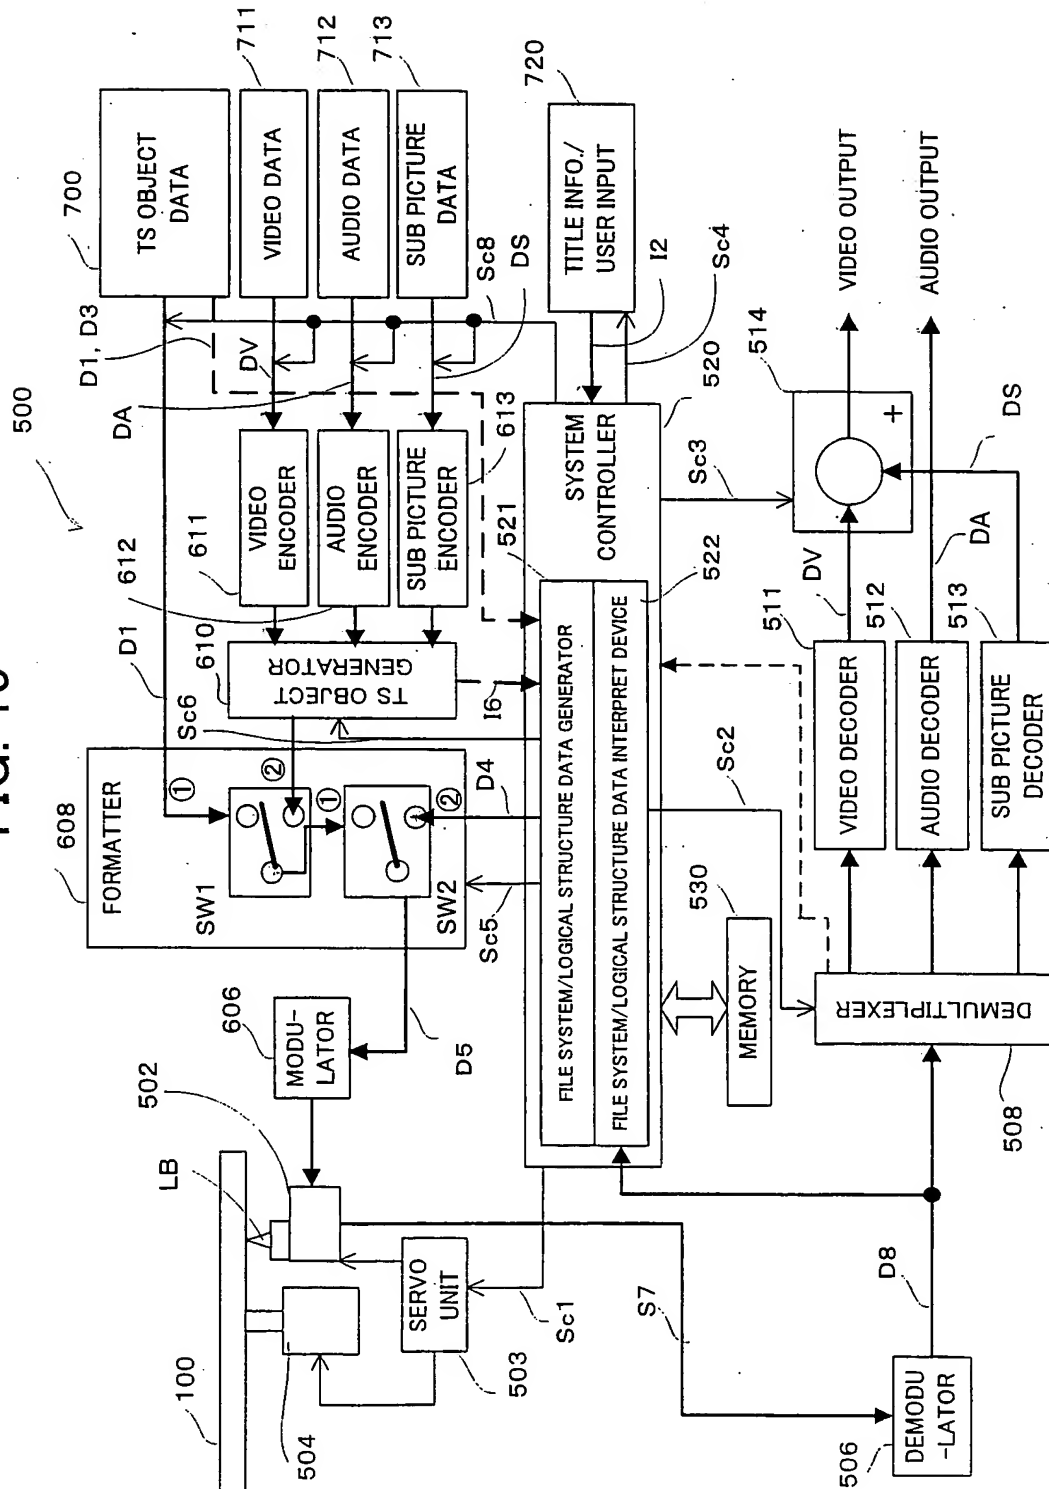 500
700
TS OBJECT
DATA
711
VIDEO DATA
712
AUDIO DATA
713
SUB PICTURE
DATA
D1, D3
DV
DA
DS
Sc8
720
TITLE INFO./
USER INPUT
I2
Sc4
D1
612
611
VIDEO
ENCODER
AUDIO
ENCODER
SUB PICTURE
ENCODER
613
610
TS OBJECT
GENERATOR
Sc6
I6
608
FORMATTER
①
②
SW1
①
②
SW2
D4
Sc5
606
MODU-
LATOR
D5
502
LB
100
504
SERVO
UNIT
503
Sc1
S7
520
SYSTEM
CONTROLLER
521
522
FILE SYSTEM/LOGICAL STRUCTURE DATA GENERATOR
FILE SYSTEM/LOGICAL STRUCTURE DATA INTERPRET DEVICE
Sc3
Sc2
530
MEMORY
514
+
VIDEO OUTPUT
AUDIO OUTPUT
DV
DA
DS
511
VIDEO DECODER
512
AUDIO DECODER
513
SUB PICTURE
DECODER
DEMULTIPLEXER
508
D8
DEMODU
-LATOR
506